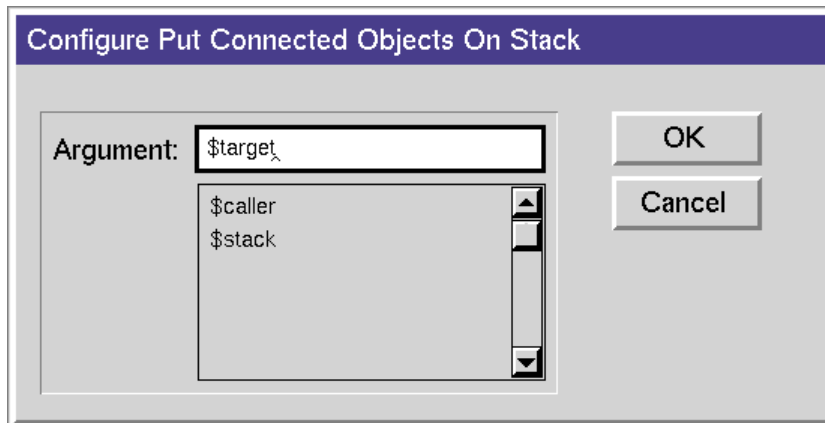 Configure Put Connected Objects On Stack
Argument: $target
OK
$caller
$stack
Cancel